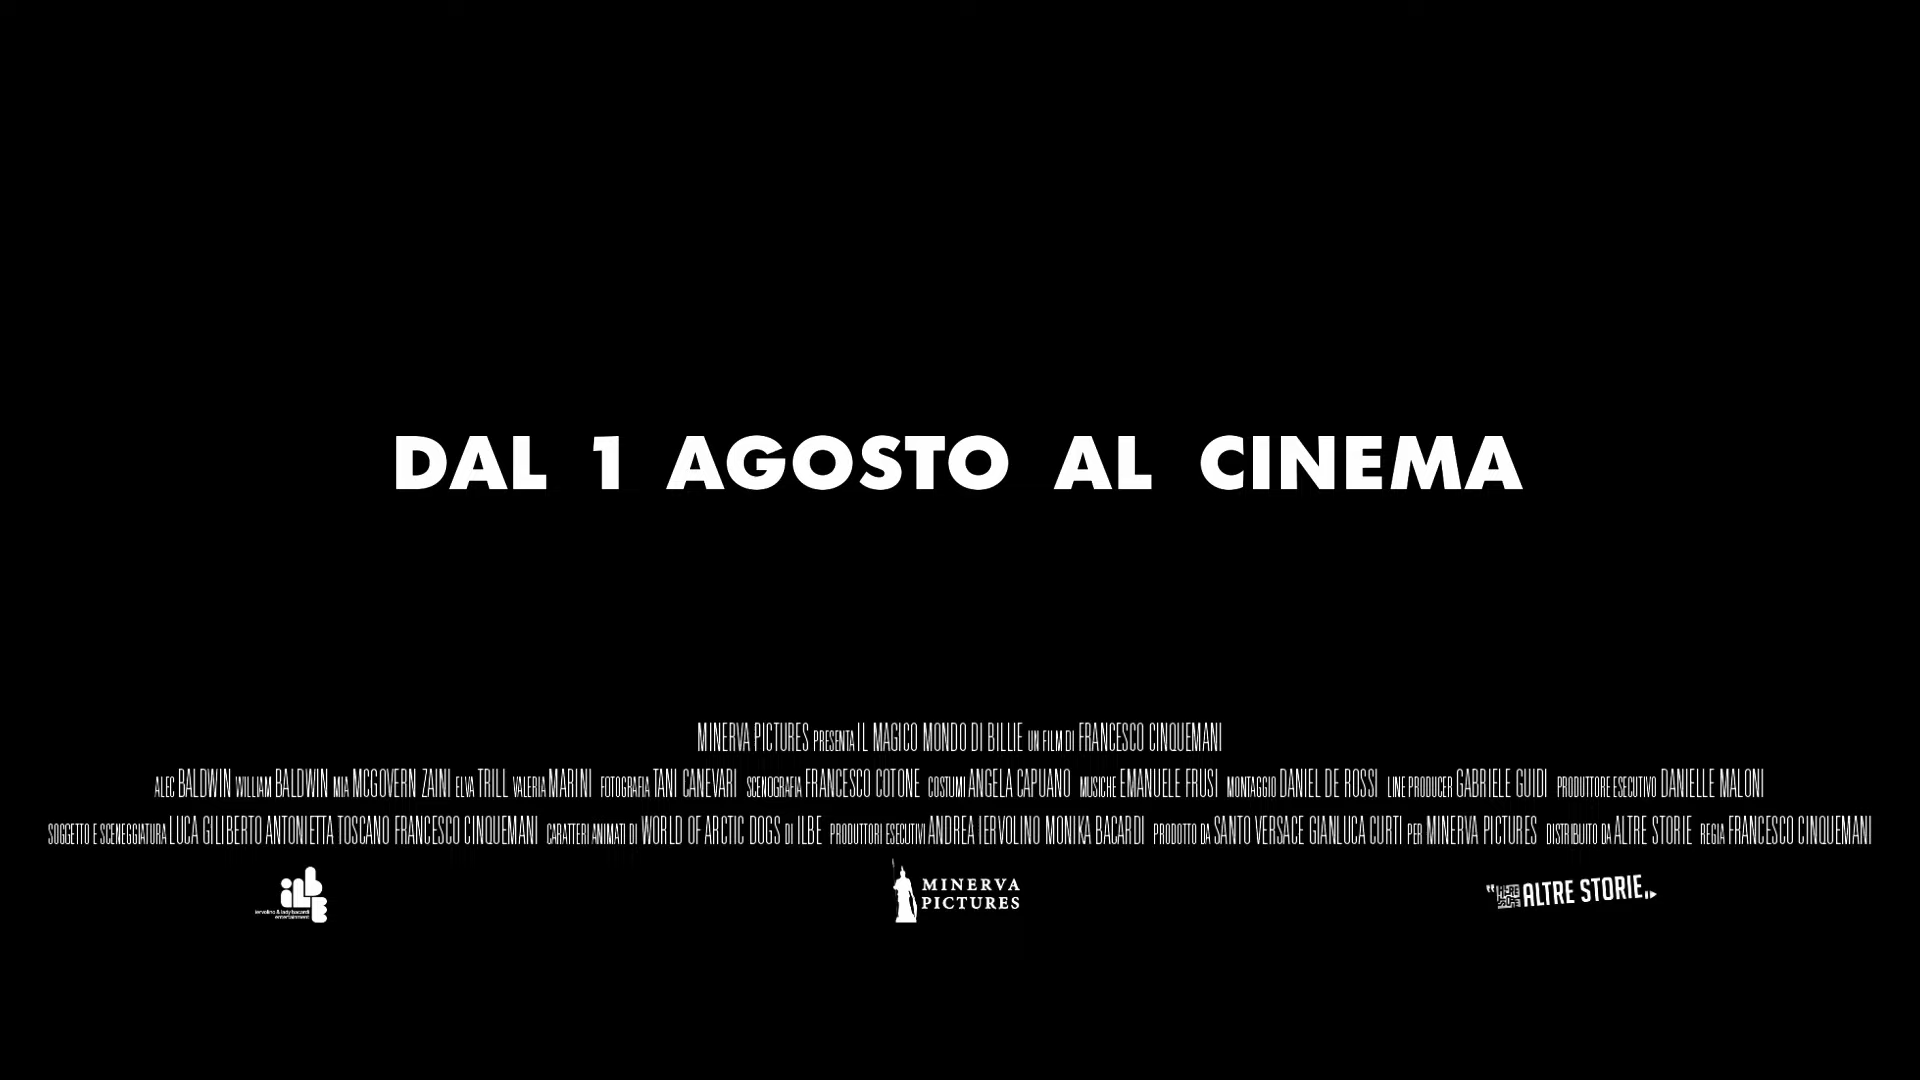 DAL 1 AGOSTO AL CINEMA
MINERVA PICTURES PRESENTA IL MAGICO MONDO DI BILLIE UN FILM DI FRANCESCO CINQUEMANI
ALEC BALDWIN WILLIAM BALDWIN MIA MCGOVERN ZAINI ELVA TRILL VALERIA MARINI FOTOGRAFIA TANI CANEVARI SCENOGRAFIA FRANCESCO COTONE COSTUMI ANGELA CAPUANO MUSICHE EMANUELE FRUSI MONTAGGIO DANIEL DE ROSSI LINE PRODUCER GABRIELE GUIDI PRODUTTORE ESECUTIVO DANIELLE MALONI
SOGGETTO E SCENEGGIATURA LUCA GILIBERTO ANTONIETTA TOSCANO FRANCESCO CINQUEMANI CARATTERI ANIMATI DI WORLD OF ARCTIC DOGS DI ILBE PRODUTTORI ESECUTIVI ANDREA IERVOLINO MONIKA BACARDI PRODOTTO DA SANTO VERSACE GIANLUCA CURTI PER MINERVA PICTURES DISTRIBUITO DA ALTRE STORIE REGIA FRANCESCO CINQUEMANI
iLBE
iervolino & lady bacardi
entertainment
MINERVA
PICTURES
ALTRE STORIE